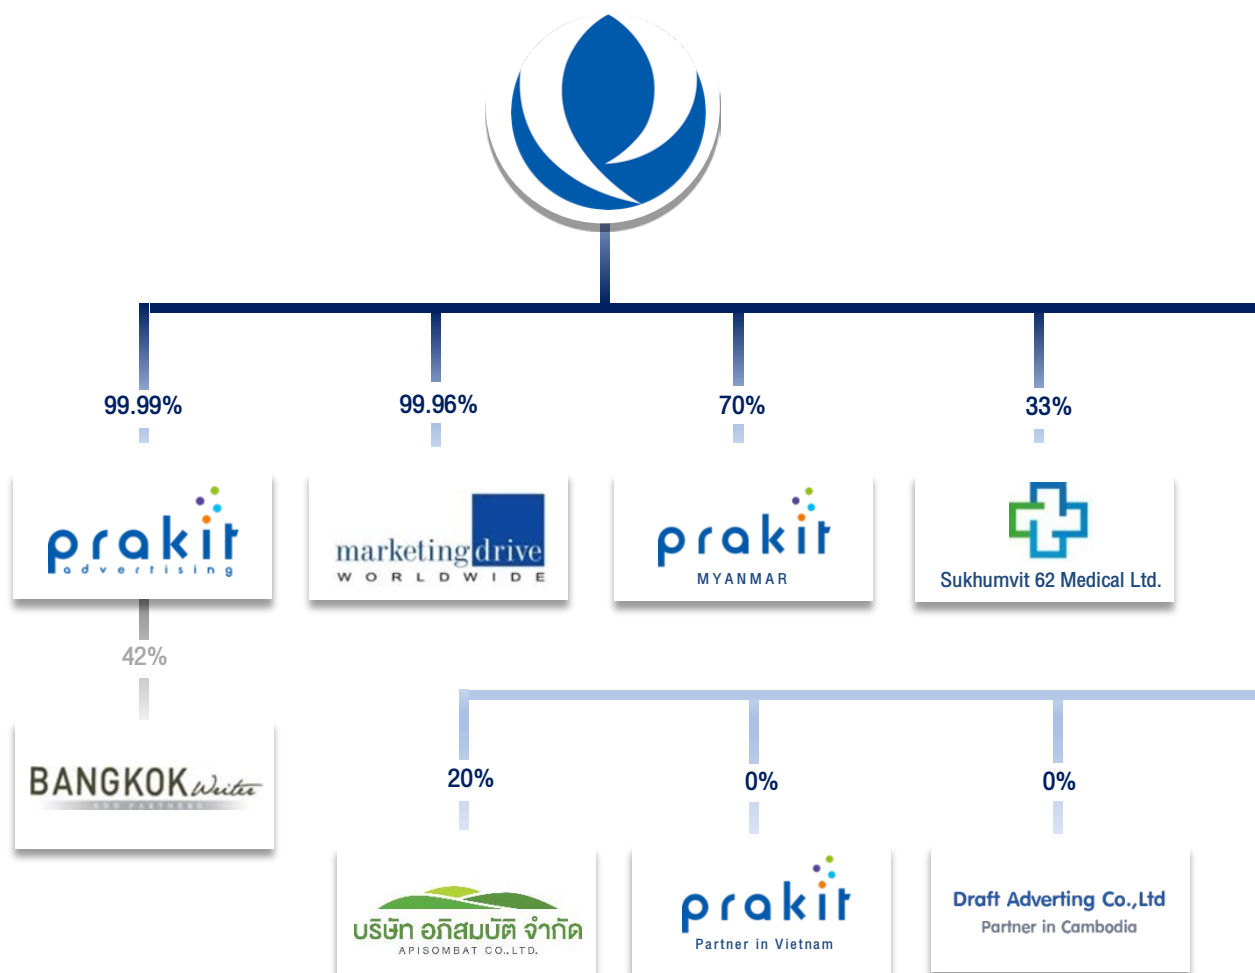 99.99%
99.96%
70%
33%
prakit
advertising
marketing drive
WORLDWIDE
prakit
MYANMAR
Sukhumvit 62 Medical Ltd.
42%
BANGKOK Writer
AND PARTNERS
20%
0%
0%
บริษัท อภิสมบัติ จำกัด
APISOMBAT CO.,LTD.
prakit
Partner in Vietnam
Draft Adverting Co.,Ltd
Partner in Cambodia